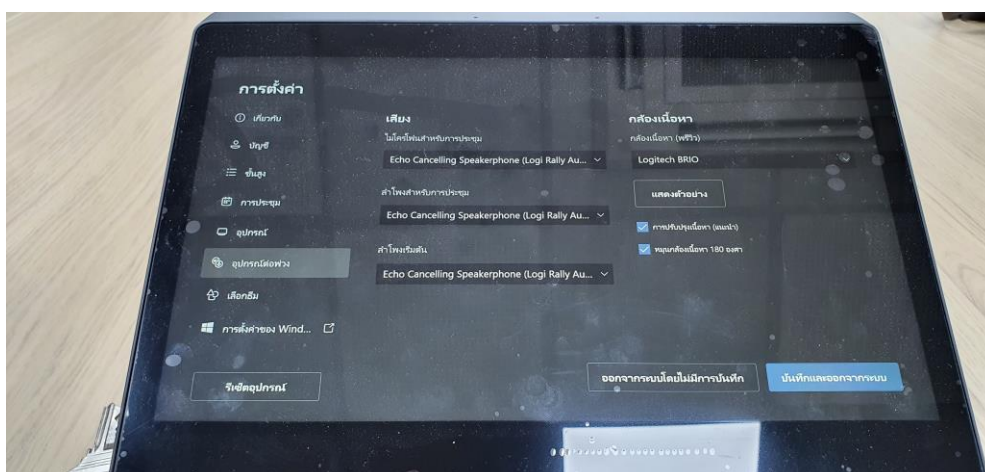 การตั้งค่า
เกี่ยวกับ
บัญชี
ขั้นสูง
การประชุม
อุปกรณ์
อุปกรณ์ต่อพ่วง
เลือกธีม
การตั้งค่าของ Wind...
รีเซ็ตอุปกรณ์
เสียง
ไมโครโฟนสำหรับการประชุม
Echo Cancelling Speakerphone (Logi Rally Au...
ลำโพงสำหรับการประชุม
Echo Cancelling Speakerphone (Logi Rally Au...
ลำโพงเริ่มต้น
Echo Cancelling Speakerphone (Logi Rally Au...
กล้องเนื้อหา
กล้องเนื้อหา (พรีวิว)
Logitech BRIO
แสดงตัวอย่าง
การปรับปรุงเนื้อหา (แนะนำ)
หมุนกล้องเนื้อหา 180 องศา
ออกจากระบบโดยไม่มีการบันทึก
บันทึกและออกจากระบบ